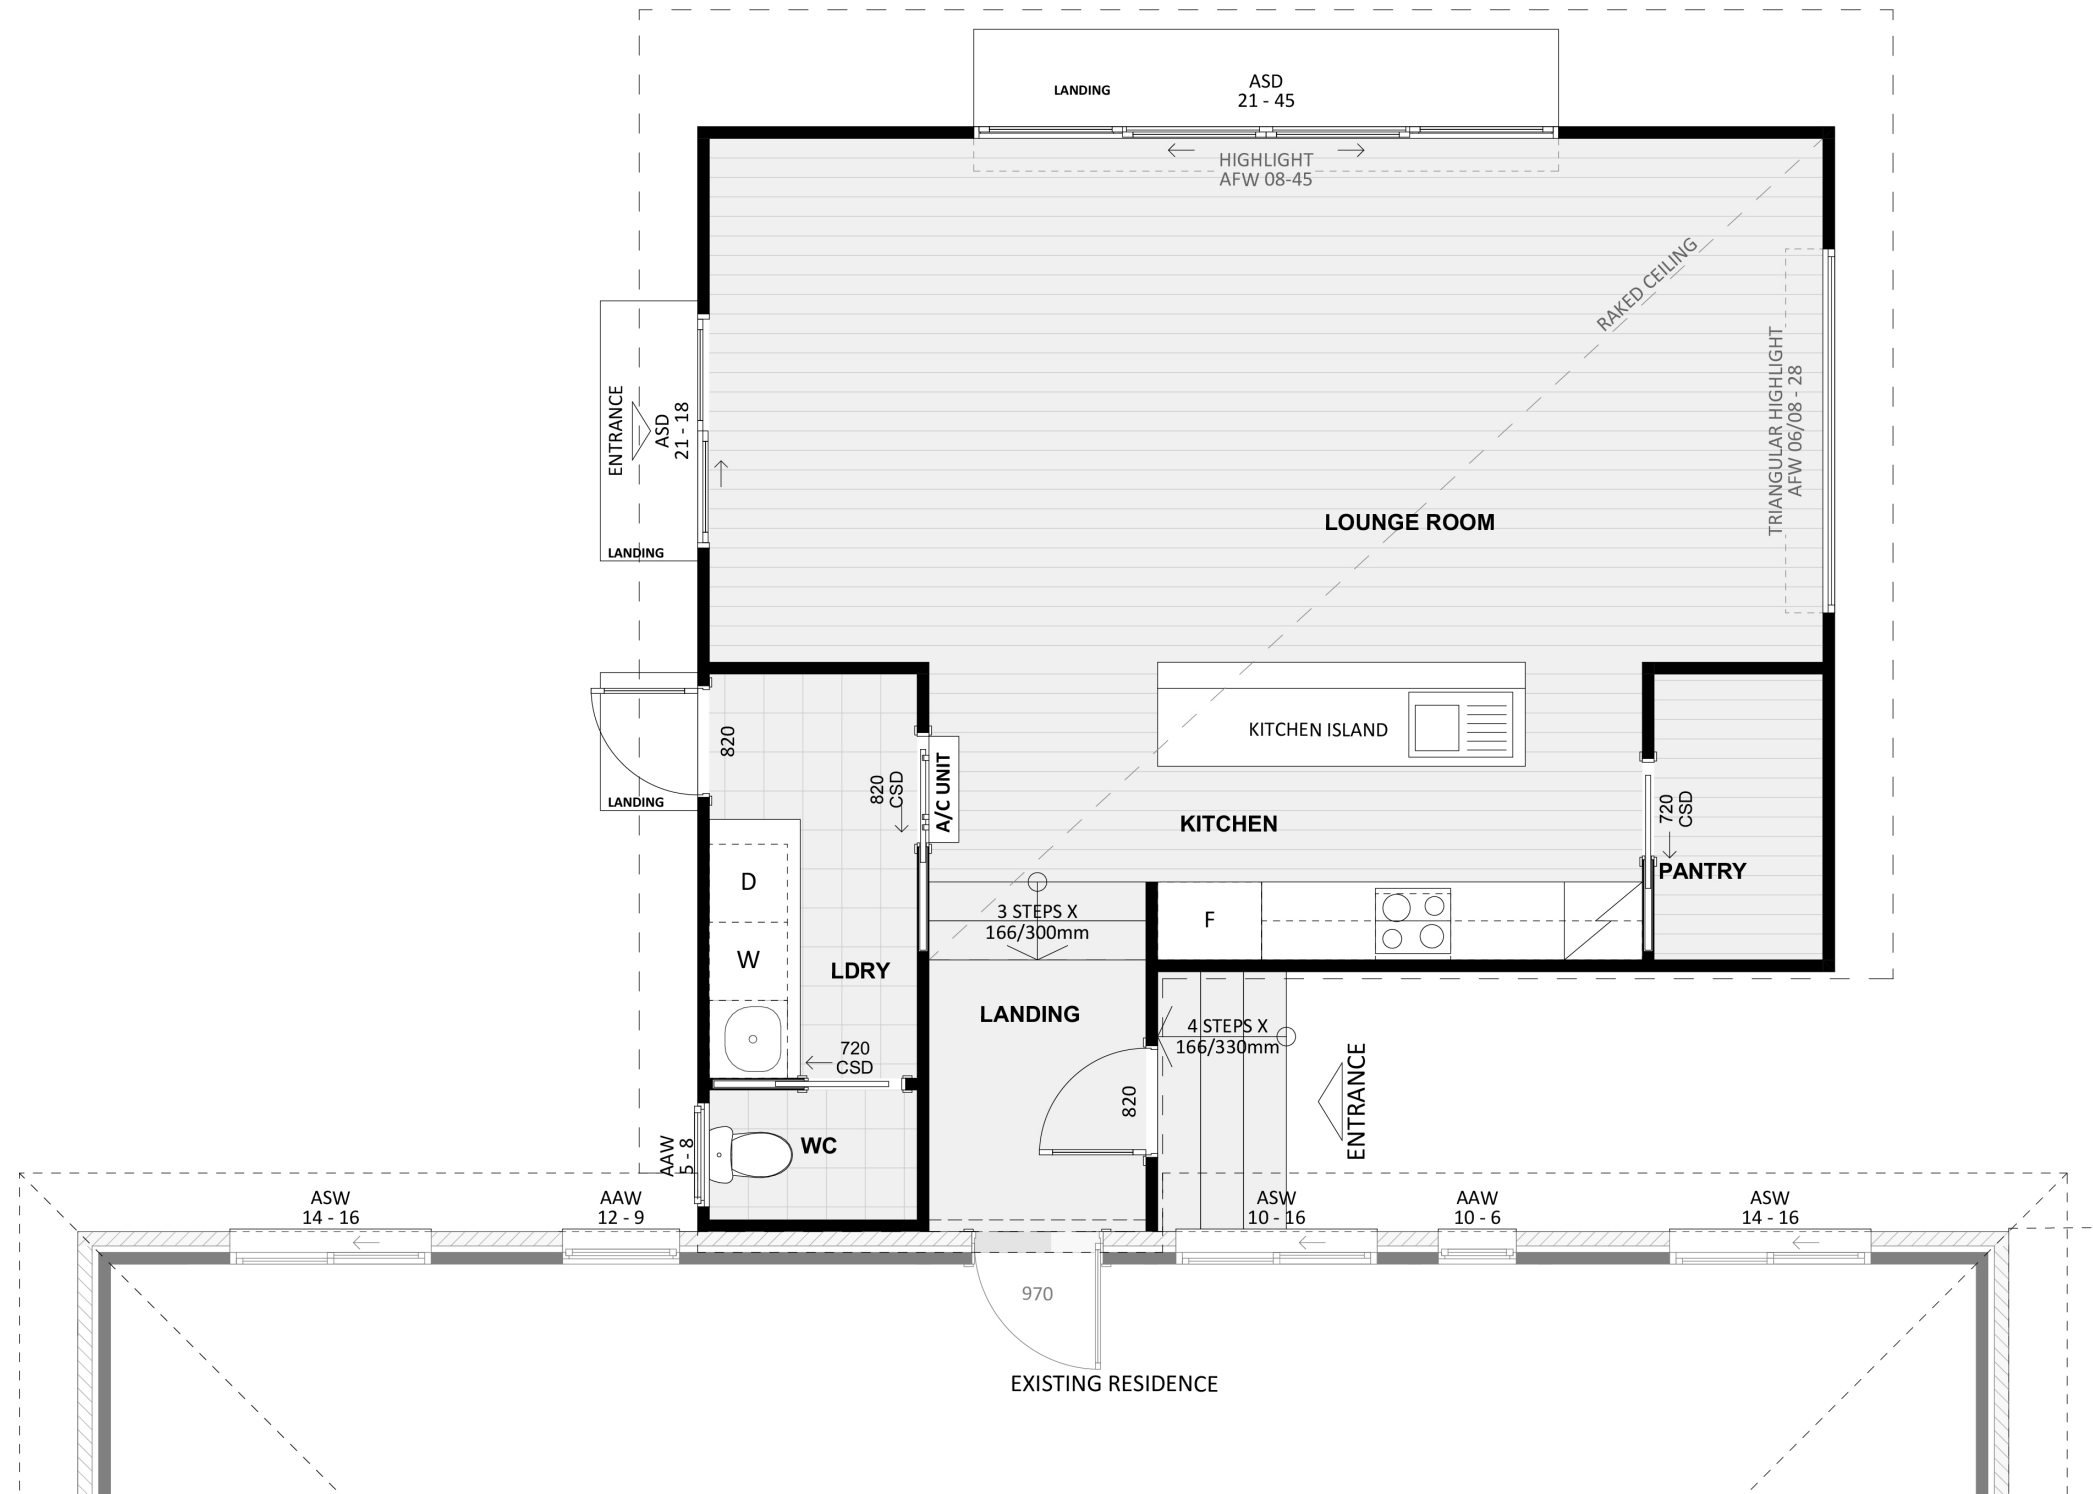 LANDING
ASD
21 - 45
HIGHLIGHT
AFW 08-45
RAKED CEILING
TRIANGULAR HIGHLIGHT
AFW 06/08 - 28
ENTRANCE
ASD
21 - 18
LANDING
LOUNGE ROOM
820
LANDING
820
CSD
A/C UNIT
KITCHEN ISLAND
KITCHEN
720
CSD
PANTRY
D
W
LDRY
3 STEPS X
166/300mm
F
LANDING
4 STEPS X
166/330mm
ENTRANCE
720
CSD
820
WC
AAW
5 - 8
ASW
14 - 16
AAW
12 - 9
ASW
10 - 16
AAW
10 - 6
ASW
14 - 16
970
EXISTING RESIDENCE